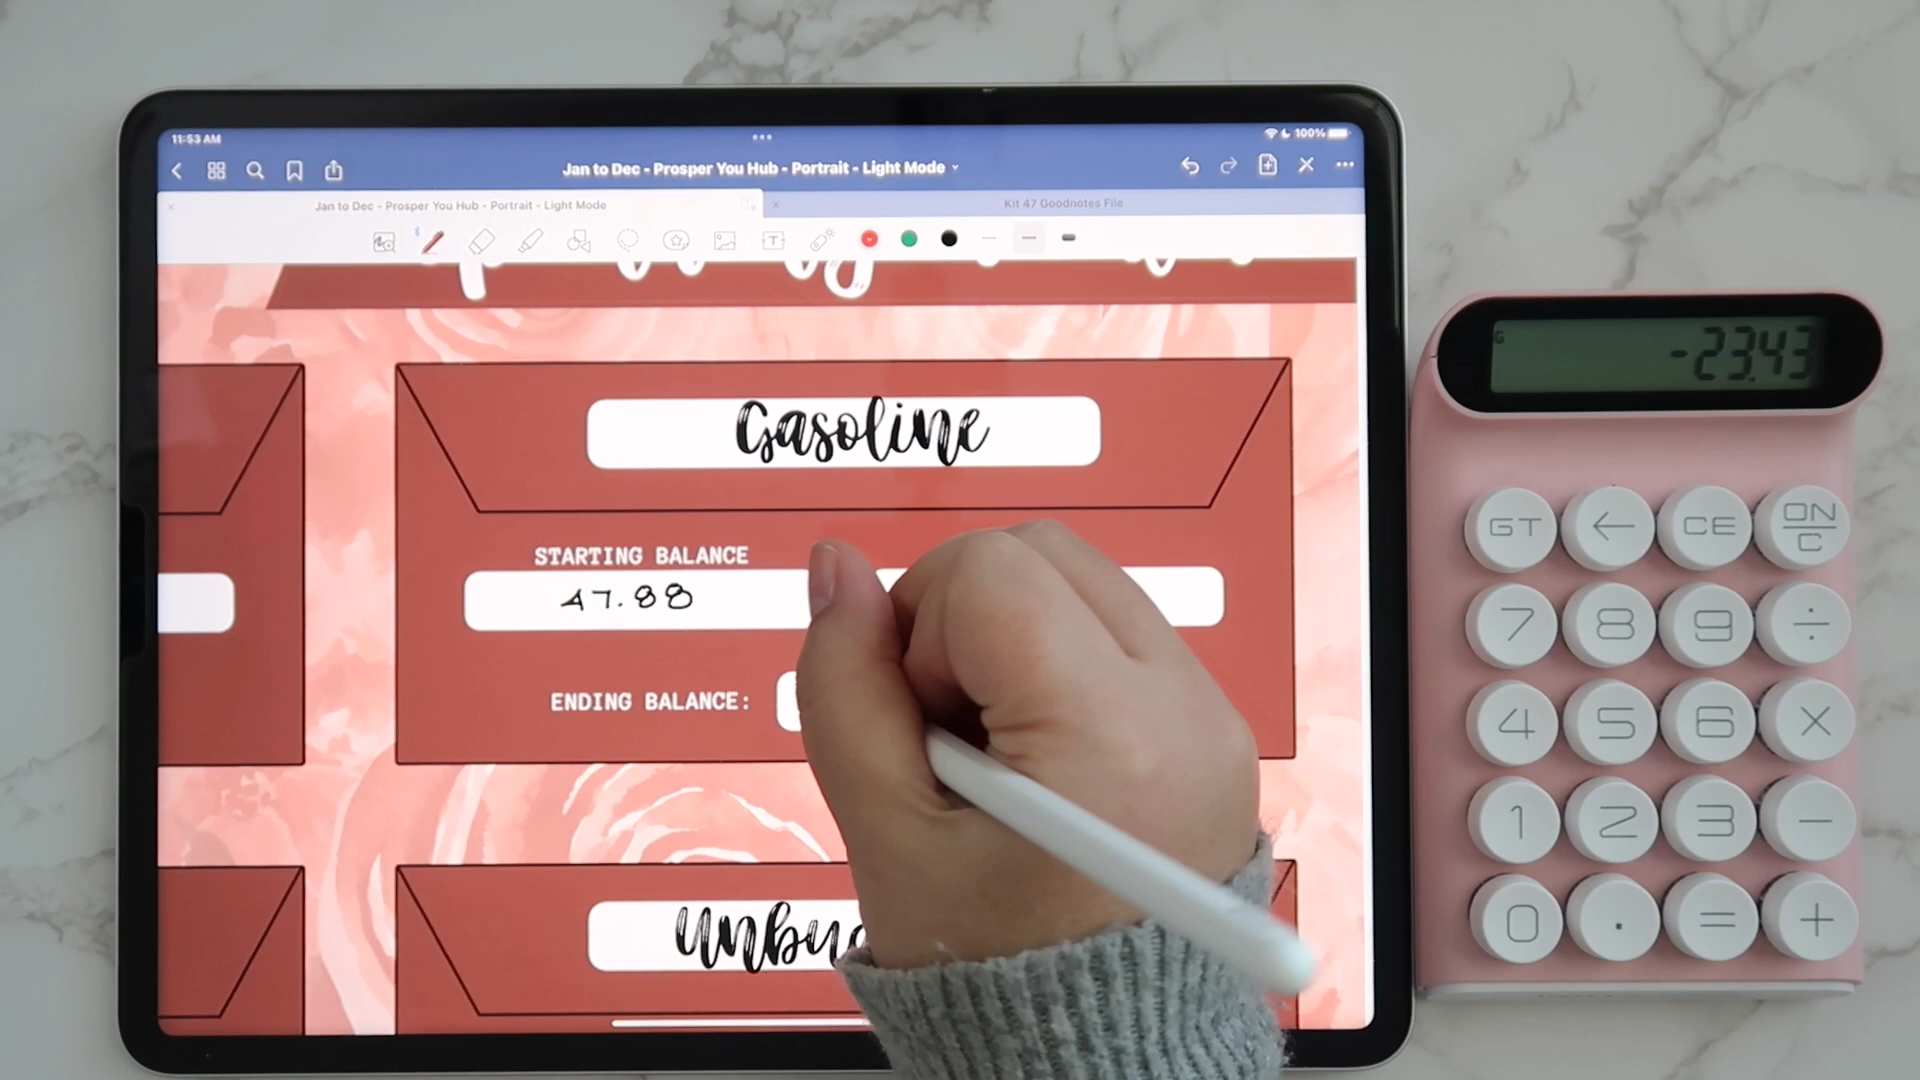 11:53 AM
100%
Jan to Dec - Prosper You Hub - Portrait - Light Mode
Jan to Dec - Prosper You Hub - Portrait - Light Mode
Kit 47 Goodnotes File
T
Gasoline
STARTING BALANCE
47.88
ENDING BALANCE:
-23.43
G
GT ← CE ON/C
7 8 9 ÷
4 5 6 ×
1 2 3 −
0 . = +